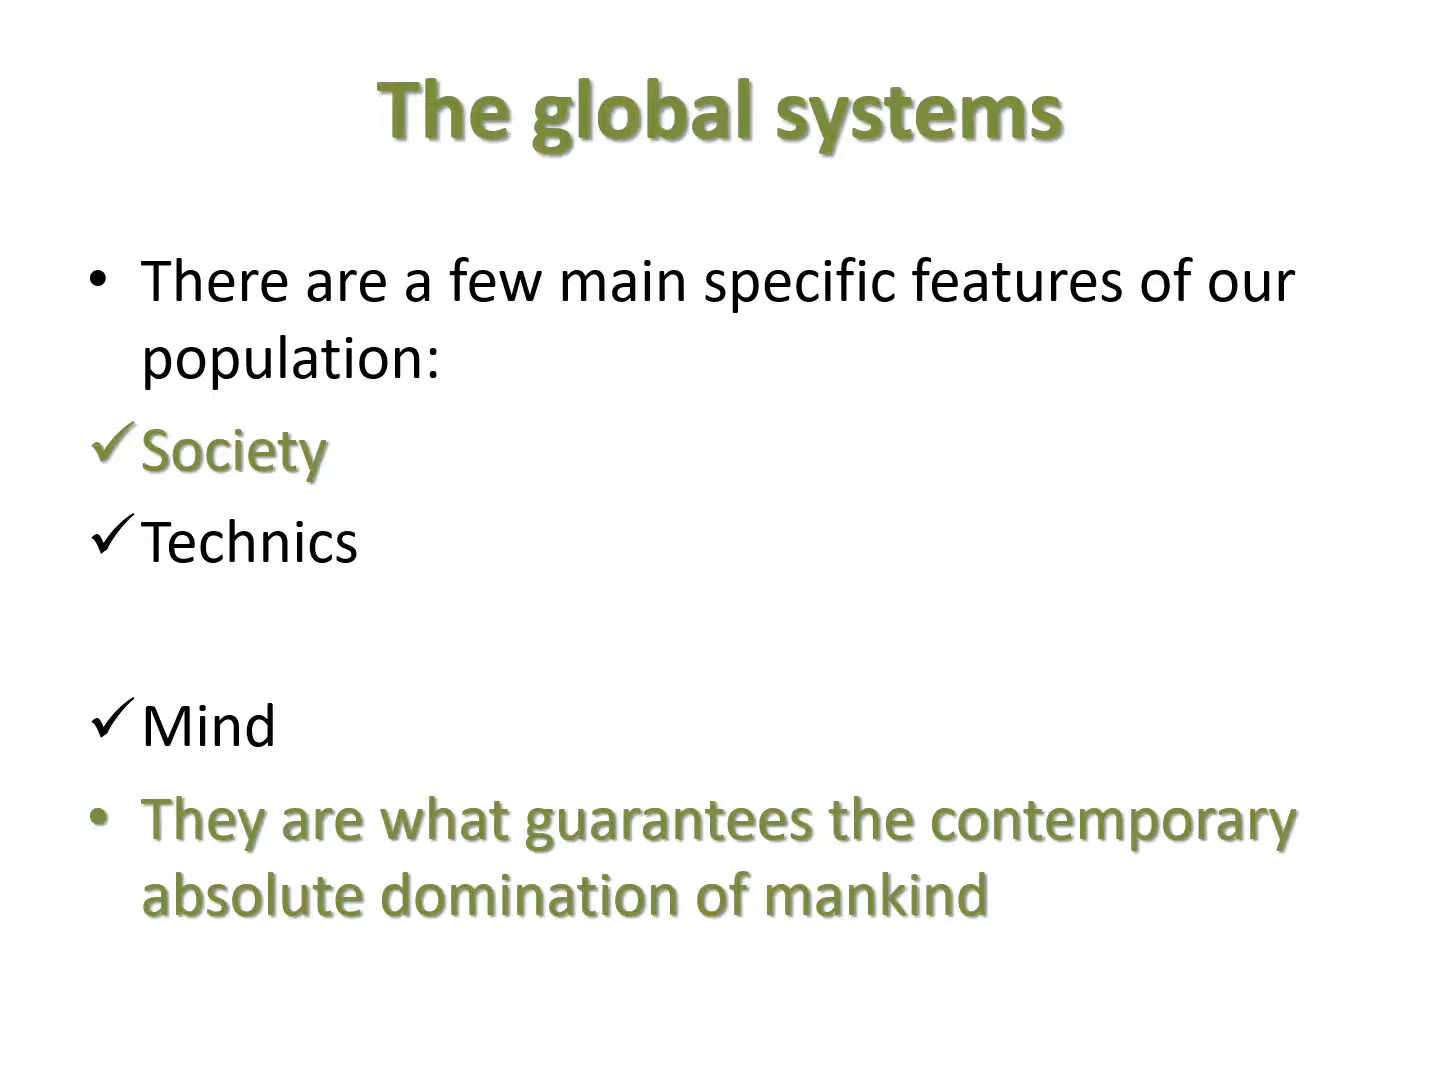 The global systems
• There are a few main specific features of our
population:
✓ Society
✓ Technics
✓ Mind
• They are what guarantees the contemporary
absolute domination of mankind